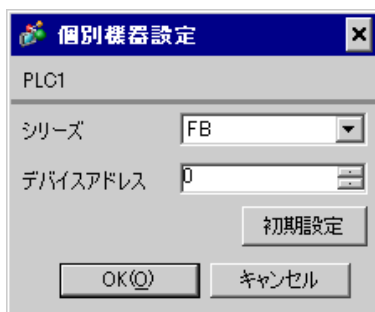 個別機器設定
PLC1
シリーズ FB
デバイスアドレス 0
初期設定
OK(O) キャンセル